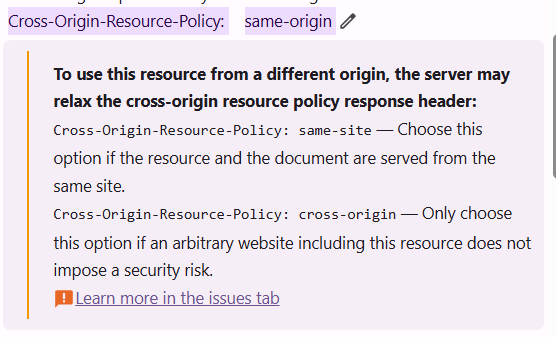 Cross-Origin-Resource-Policy: same-origin
To use this resource from a different origin, the server may
relax the cross-origin resource policy response header:
Cross-Origin-Resource-Policy: same-site — Choose this
option if the resource and the document are served from the
same site.
Cross-Origin-Resource-Policy: cross-origin — Only choose
this option if an arbitrary website including this resource does not
impose a security risk.
Learn more in the issues tab